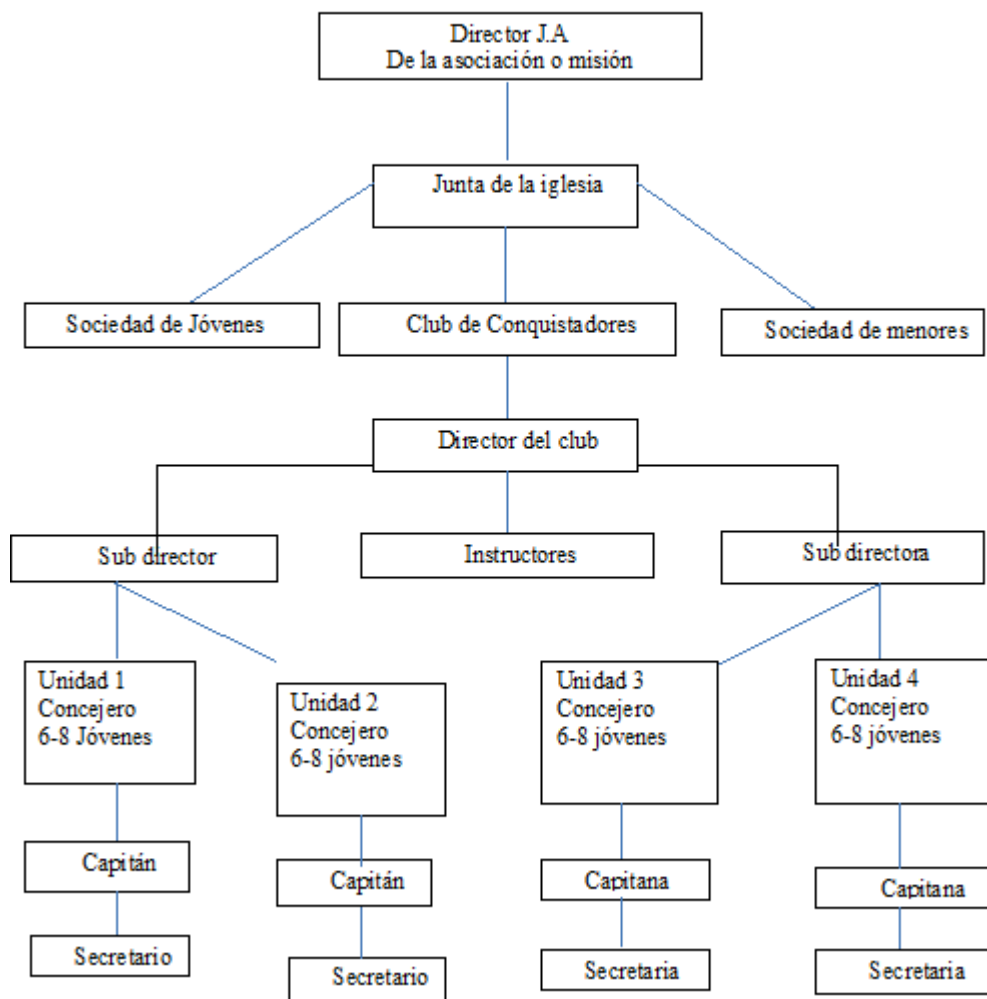 Director J.A
De la asociación o misión
Junta de la iglesia
Sociedad de Jóvenes
Club de Conquistadores
Sociedad de menores
Director del club
Sub director
Instructores
Sub directora
Unidad 1
Concejero
6-8 Jóvenes
Unidad 2
Concejero
6-8 jóvenes
Unidad 3
Concejero
6-8 jóvenes
Unidad 4
Concejero
6-8 jóvenes
Capitán
Capitán
Capitana
Capitana
Secretario
Secretario
Secretaria
Secretaria